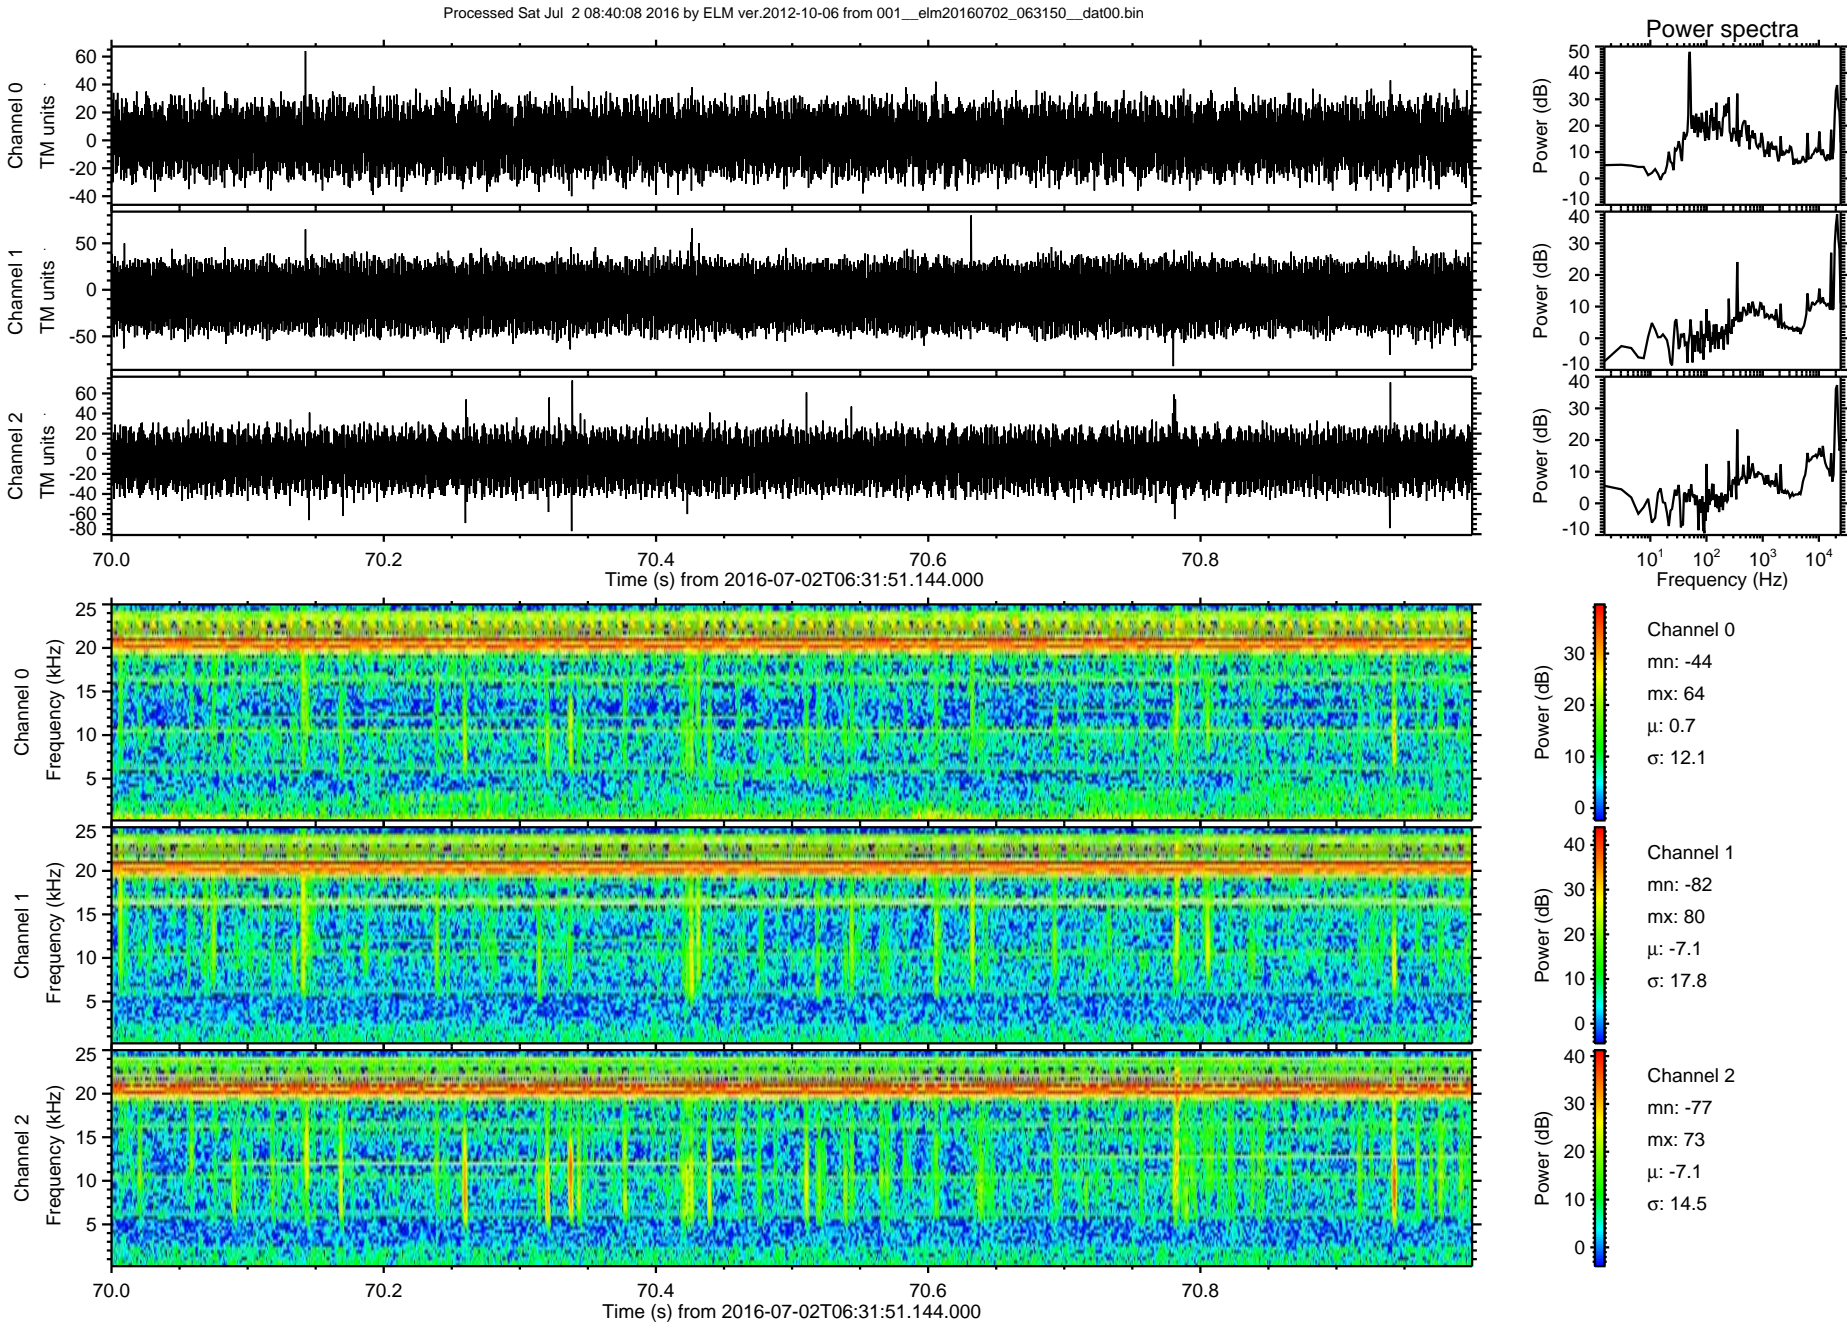 Processed Sat Jul 2 08:40:08 2016 by ELM ver.2012-10-06 from 001__elm20160702_063150__dat00.bin
Power spectra
Channel 0
TM units
60
40
20
0
-20
-40
Power (dB)
50
40
30
20
10
0
-10
Channel 1
TM units
50
0
-50
Power (dB)
40
30
20
10
0
-10
Channel 2
TM units
60
40
20
0
-20
-40
-60
-80
Power (dB)
40
30
20
10
0
-10
70.0 70.2 70.4 70.6 70.8
Time (s) from 2016-07-02T06:31:51.144.000
10^1 10^2 10^3 10^4
Frequency (Hz)
Channel 0
Frequency (kHz)
25
20
15
10
5
Power (dB)
30
20
10
0
Channel 0
mn: -44
mx: 64
μ: 0.7
σ: 12.1
Channel 1
Frequency (kHz)
25
20
15
10
5
Power (dB)
40
30
20
10
0
Channel 1
mn: -82
mx: 80
μ: -7.1
σ: 17.8
Channel 2
Frequency (kHz)
25
20
15
10
5
Power (dB)
40
30
20
10
0
Channel 2
mn: -77
mx: 73
μ: -7.1
σ: 14.5
70.0 70.2 70.4 70.6 70.8
Time (s) from 2016-07-02T06:31:51.144.000